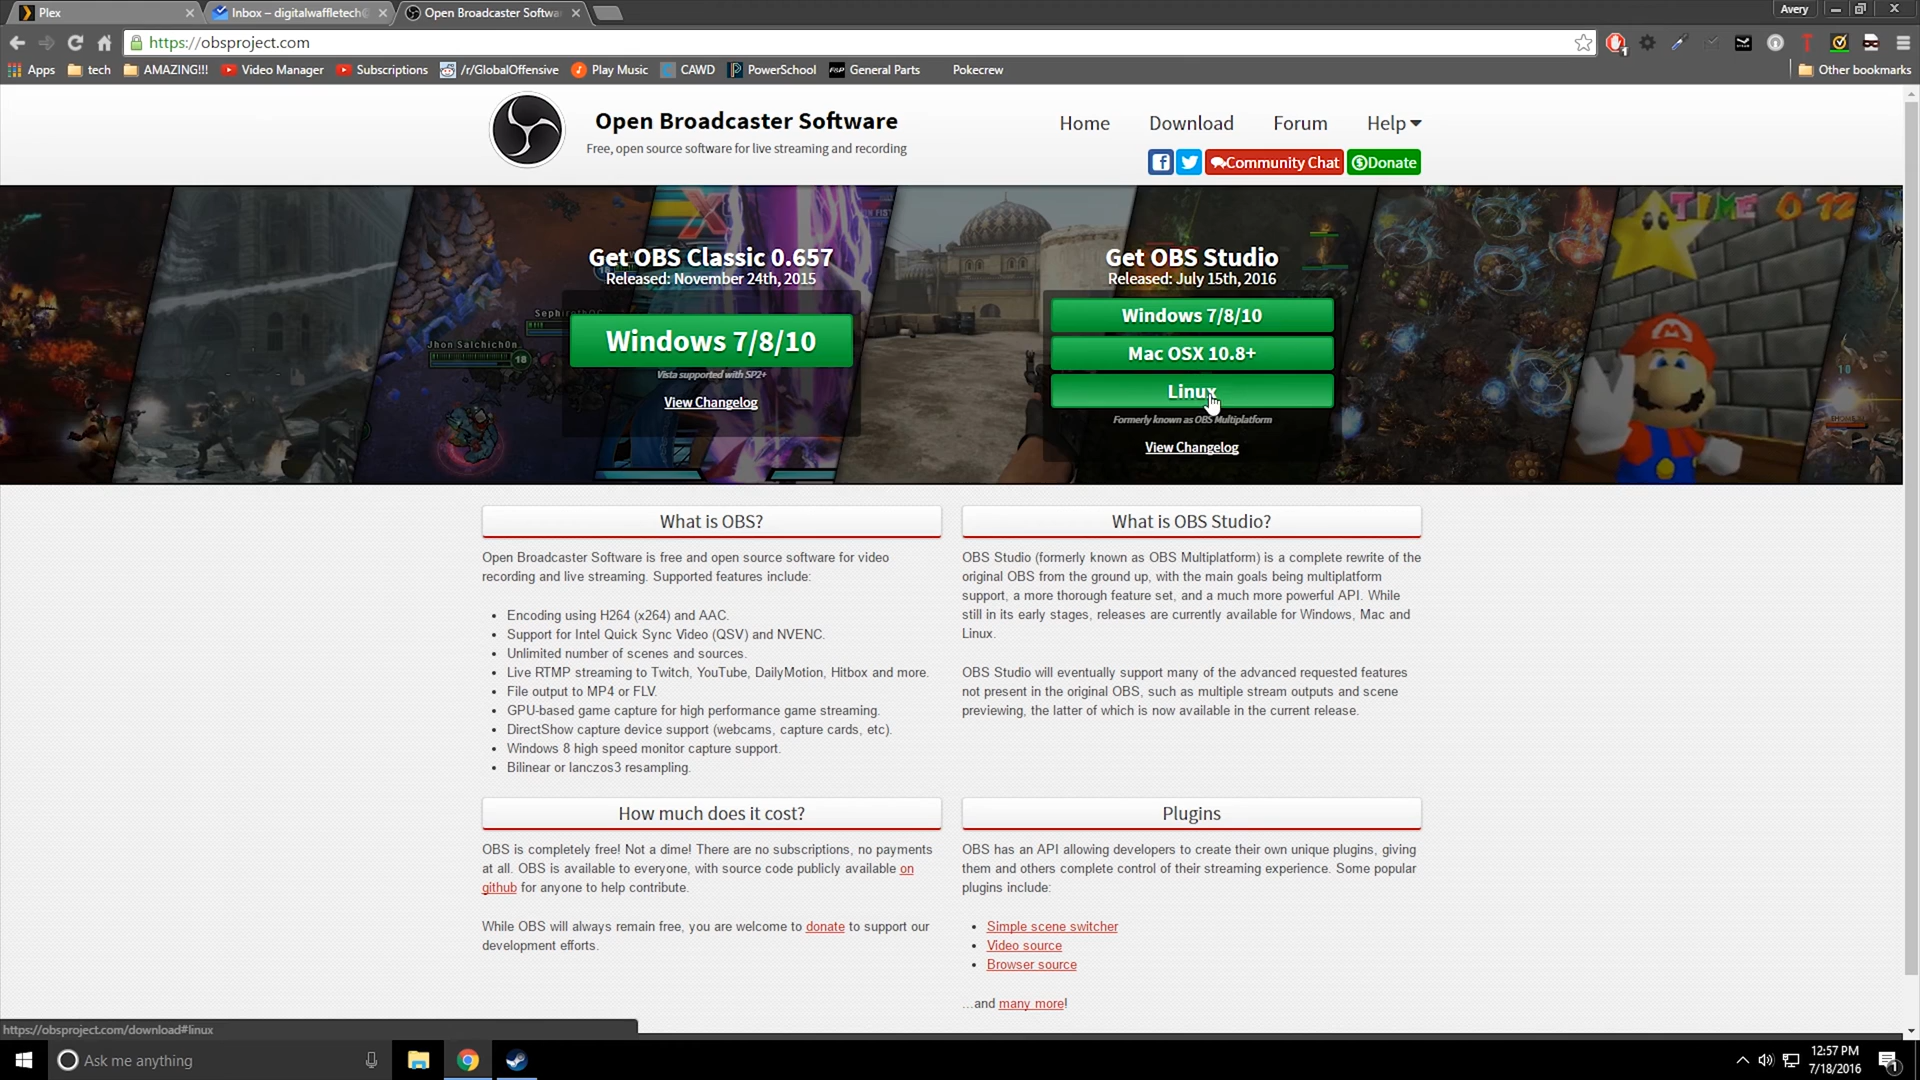 Plex
Inbox – digitalwaffletech@
Open Broadcaster Softwa
Avery
https://obsproject.com
Apps
tech
AMAZING!!!
Video Manager
Subscriptions
/r/GlobalOffensive
Play Music
CAWD
PowerSchool
General Parts
Pokecrew
Other bookmarks
Open Broadcaster Software
Free, open source software for live streaming and recording
Home
Download
Forum
Help
Community Chat
Donate
Get OBS Classic 0.657
Released: November 24th, 2015
Windows 7/8/10
Vista supported with SP2+
View Changelog
Jhon Salchich0n
18
Get OBS Studio
Released: July 15th, 2016
Windows 7/8/10
Mac OSX 10.8+
Linux
Formerly known as OBS Multiplatform
View Changelog
TIME 0 12
What is OBS?
Open Broadcaster Software is free and open source software for video
recording and live streaming. Supported features include:
• Encoding using H264 (x264) and AAC.
• Support for Intel Quick Sync Video (QSV) and NVENC.
• Unlimited number of scenes and sources.
• Live RTMP streaming to Twitch, YouTube, DailyMotion, Hitbox and more.
• File output to MP4 or FLV.
• GPU-based game capture for high performance game streaming.
• DirectShow capture device support (webcams, capture cards, etc).
• Windows 8 high speed monitor capture support.
• Bilinear or lanczos3 resampling.
What is OBS Studio?
OBS Studio (formerly known as OBS Multiplatform) is a complete rewrite of the
original OBS from the ground up, with the main goals being multiplatform
support, a more thorough feature set, and a much more powerful API. While
still in its early stages, releases are currently available for Windows, Mac and
Linux.
OBS Studio will eventually support many of the advanced requested features
not present in the original OBS, such as multiple stream outputs and scene
previewing, the latter of which is now available in the current release.
How much does it cost?
OBS is completely free! Not a dime! There are no subscriptions, no payments
at all. OBS is available to everyone, with source code publicly available on
github for anyone to help contribute.
While OBS will always remain free, you are welcome to donate to support our
development efforts.
Plugins
OBS has an API allowing developers to create their own unique plugins, giving
them and others complete control of their streaming experience. Some popular
plugins include:
• Simple scene switcher
• Video source
• Browser source
...and many more!
https://obsproject.com/download#linux
Ask me anything
12:57 PM
7/18/2016
1